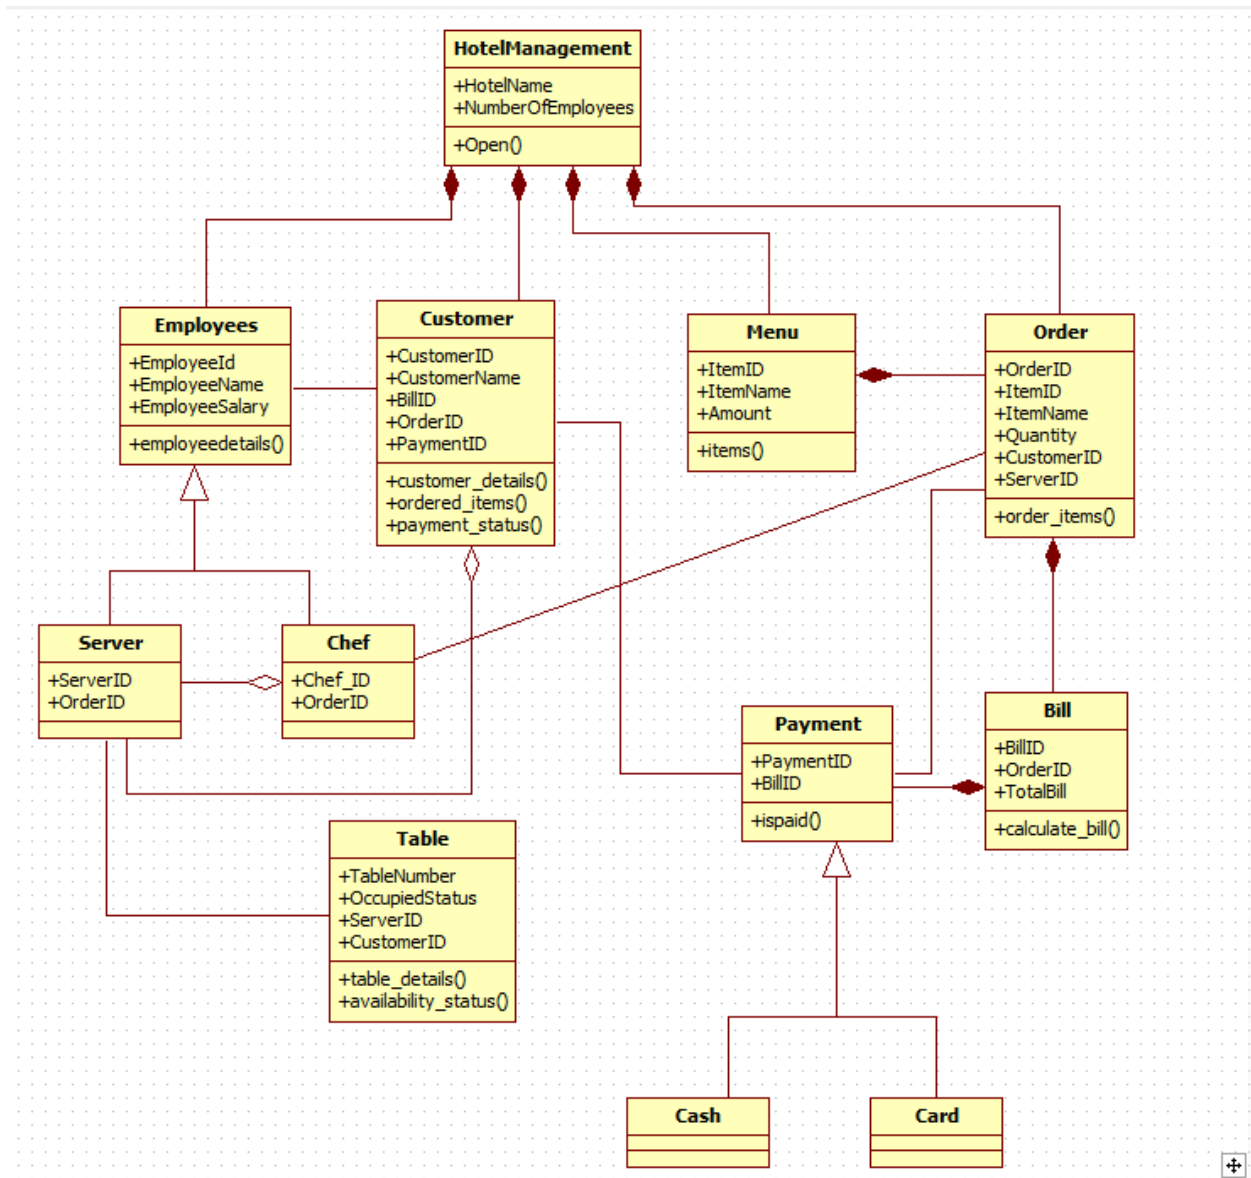 HotelManagement
+HotelName
+NumberOfEmployees
+Open()
Employees
+EmployeeId
+EmployeeName
+EmployeeSalary
+employeedetails()
Customer
+CustomerID
+CustomerName
+BillID
+OrderID
+PaymentID
+customer_details()
+ordered_items()
+payment_status()
Menu
+ItemID
+ItemName
+Amount
+items()
Order
+OrderID
+ItemID
+ItemName
+Quantity
+CustomerID
+ServerID
+order_items()
Server
+ServerID
+OrderID
Chef
+Chef_ID
+OrderID
Payment
+PaymentID
+BillID
+ispaid()
Bill
+BillID
+OrderID
+TotalBill
+calculate_bill()
Table
+TableNumber
+OccupiedStatus
+ServerID
+CustomerID
+table_details()
+availability_status()
Cash
Card